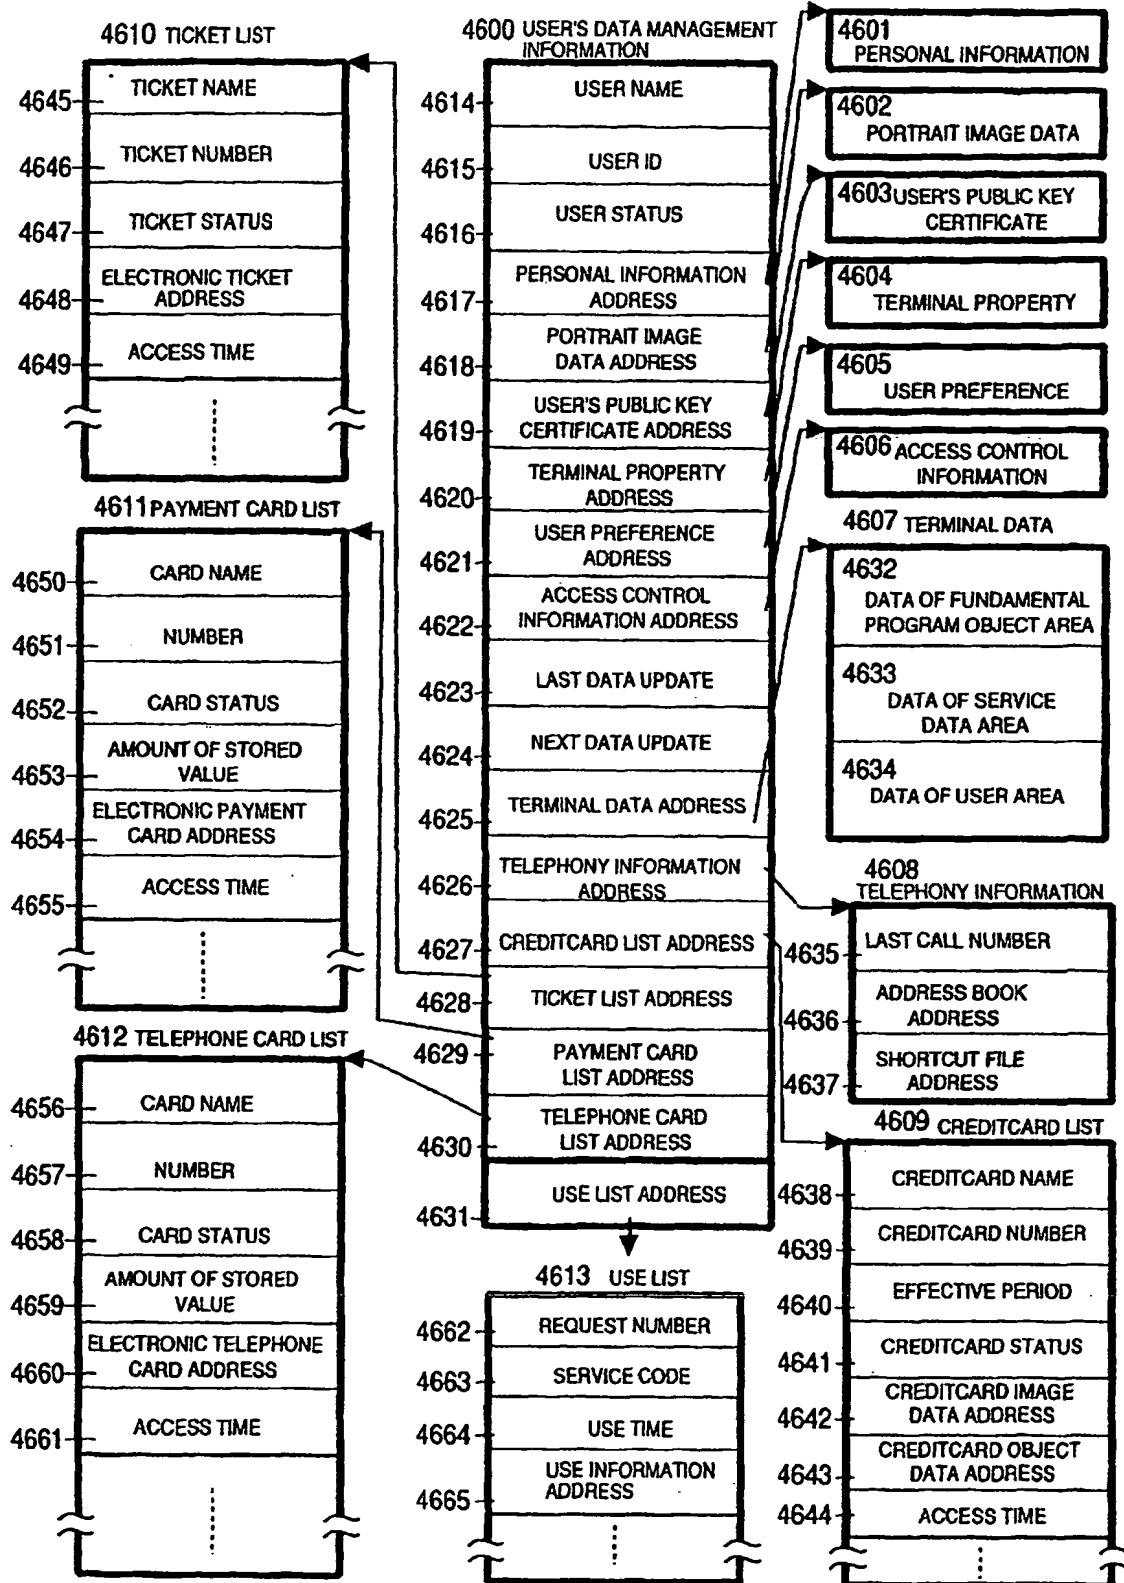 4610 TICKET LIST
TICKET NAME
4645
TICKET NUMBER
4646
TICKET STATUS
4647
ELECTRONIC TICKET
ADDRESS
4648
ACCESS TIME
4649
4611 PAYMENT CARD LIST
CARD NAME
4650
NUMBER
4651
CARD STATUS
4652
AMOUNT OF STORED
VALUE
4653
ELECTRONIC PAYMENT
CARD ADDRESS
4654
ACCESS TIME
4655
4612 TELEPHONE CARD LIST
CARD NAME
4656
NUMBER
4657
CARD STATUS
4658
AMOUNT OF STORED
VALUE
4659
ELECTRONIC TELEPHONE
CARD ADDRESS
4660
ACCESS TIME
4661
4600 USER'S DATA MANAGEMENT
INFORMATION
USER NAME
4614
USER ID
4615
USER STATUS
4616
PERSONAL INFORMATION
ADDRESS
4617
PORTRAIT IMAGE
DATA ADDRESS
4618
USER'S PUBLIC KEY
CERTIFICATE ADDRESS
4619
TERMINAL PROPERTY
ADDRESS
4620
USER PREFERENCE
ADDRESS
4621
ACCESS CONTROL
INFORMATION ADDRESS
4622
LAST DATA UPDATE
4623
NEXT DATA UPDATE
4624
TERMINAL DATA ADDRESS
4625
TELEPHONY INFORMATION
ADDRESS
4626
CREDITCARD LIST ADDRESS
4627
TICKET LIST ADDRESS
4628
4629
PAYMENT CARD
LIST ADDRESS
TELEPHONE CARD
LIST ADDRESS
4630
USE LIST ADDRESS
4631
4613 USE LIST
REQUEST NUMBER
4662
SERVICE CODE
4663
USE TIME
4664
USE INFORMATION
ADDRESS
4665
4601
PERSONAL INFORMATION
4602
PORTRAIT IMAGE DATA
4603 USER'S PUBLIC KEY
CERTIFICATE
4604
TERMINAL PROPERTY
4605
USER PREFERENCE
4606 ACCESS CONTROL
INFORMATION
4607 TERMINAL DATA
4632
DATA OF FUNDAMENTAL
PROGRAM OBJECT AREA
4633
DATA OF SERVICE
DATA AREA
4634
DATA OF USER AREA
4608
TELEPHONY INFORMATION
LAST CALL NUMBER
4635
ADDRESS BOOK
ADDRESS
4636
SHORTCUT FILE
ADDRESS
4637
4609 CREDITCARD LIST
CREDITCARD NAME
4638
CREDITCARD NUMBER
4639
EFFECTIVE PERIOD
4640
CREDITCARD STATUS
4641
CREDITCARD IMAGE
DATA ADDRESS
4642
CREDITCARD OBJECT
DATA ADDRESS
4643
ACCESS TIME
4644